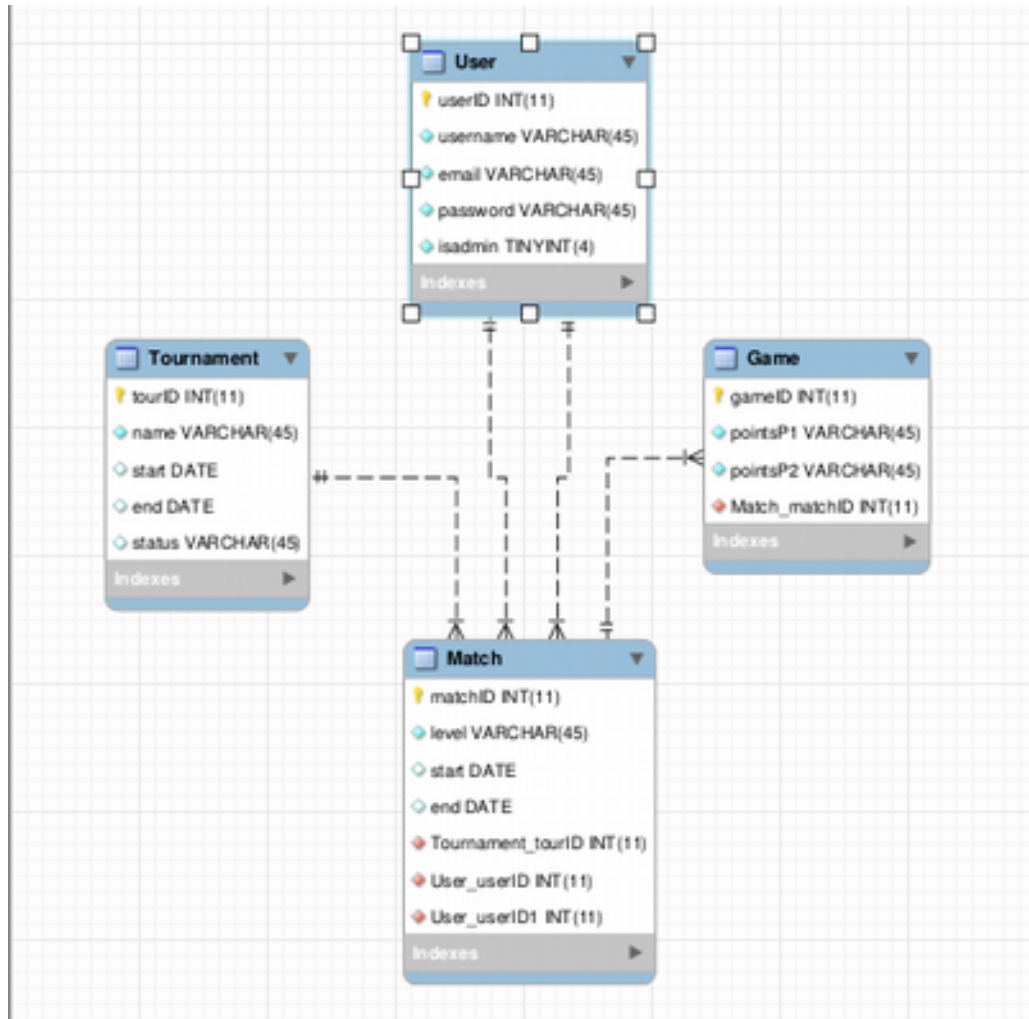 User
userID INT(11)
username VARCHAR(45)
email VARCHAR(45)
password VARCHAR(45)
isadmin TINYINT(4)
Indexes
Tournament
tourID INT(11)
name VARCHAR(45)
start DATE
end DATE
status VARCHAR(45)
Indexes
Game
gameID INT(11)
pointsP1 VARCHAR(45)
pointsP2 VARCHAR(45)
Match_matchID INT(11)
Indexes
Match
matchID INT(11)
level VARCHAR(45)
start DATE
end DATE
Tournament_tourID INT(11)
User_userID INT(11)
User_userID1 INT(11)
Indexes